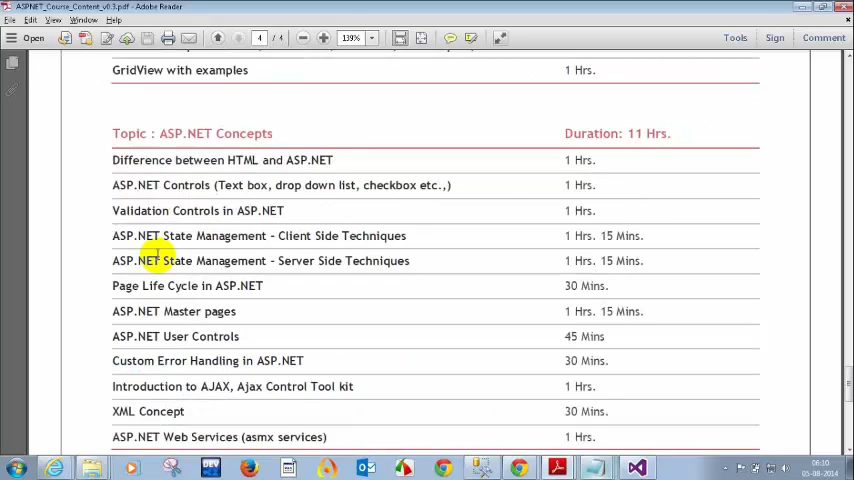 ASPNET_Course_Content_v0.3.pdf - Adobe Reader
File Edit View Window Help
Open 4 / 4 139% Tools Sign Comment
GridView with examples 1 Hrs.
Topic : ASP.NET Concepts Duration: 11 Hrs.
Difference between HTML and ASP.NET 1 Hrs.
ASP.NET Controls (Text box, drop down list, checkbox etc.,) 1 Hrs.
Validation Controls in ASP.NET 1 Hrs.
ASP.NET State Management - Client Side Techniques 1 Hrs. 15 Mins.
ASP.NET State Management - Server Side Techniques 1 Hrs. 15 Mins.
Page Life Cycle in ASP.NET 30 Mins.
ASP.NET Master pages 1 Hrs. 15 Mins.
ASP.NET User Controls 45 Mins
Custom Error Handling in ASP.NET 30 Mins.
Introduction to AJAX, Ajax Control Tool kit 1 Hrs.
XML Concept 30 Mins.
ASP.NET Web Services (asmx services) 1 Hrs.
DEV
06:10
05-08-2014